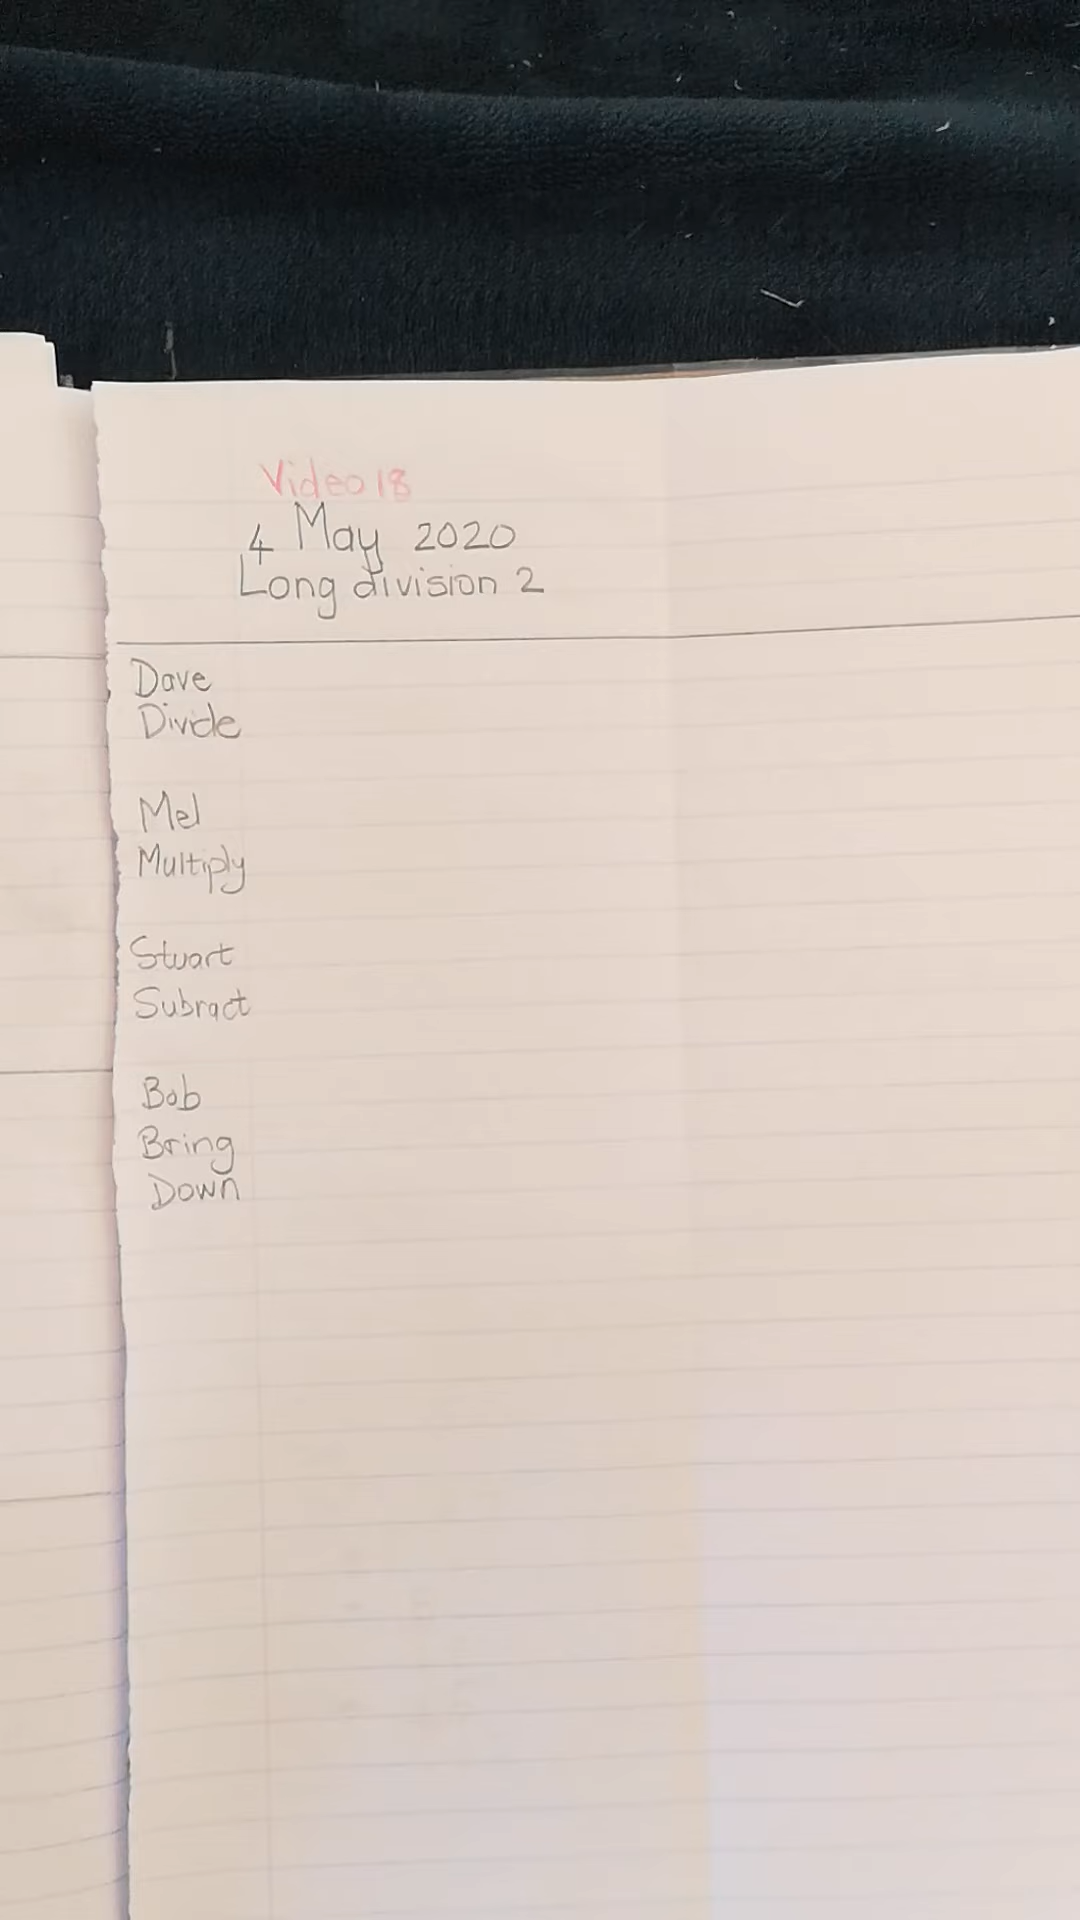 Video 18
4 May 2020
Long division 2
Dave
Divide
Mel
Multiply
Stuart
Subract
Bob
Bring
Down